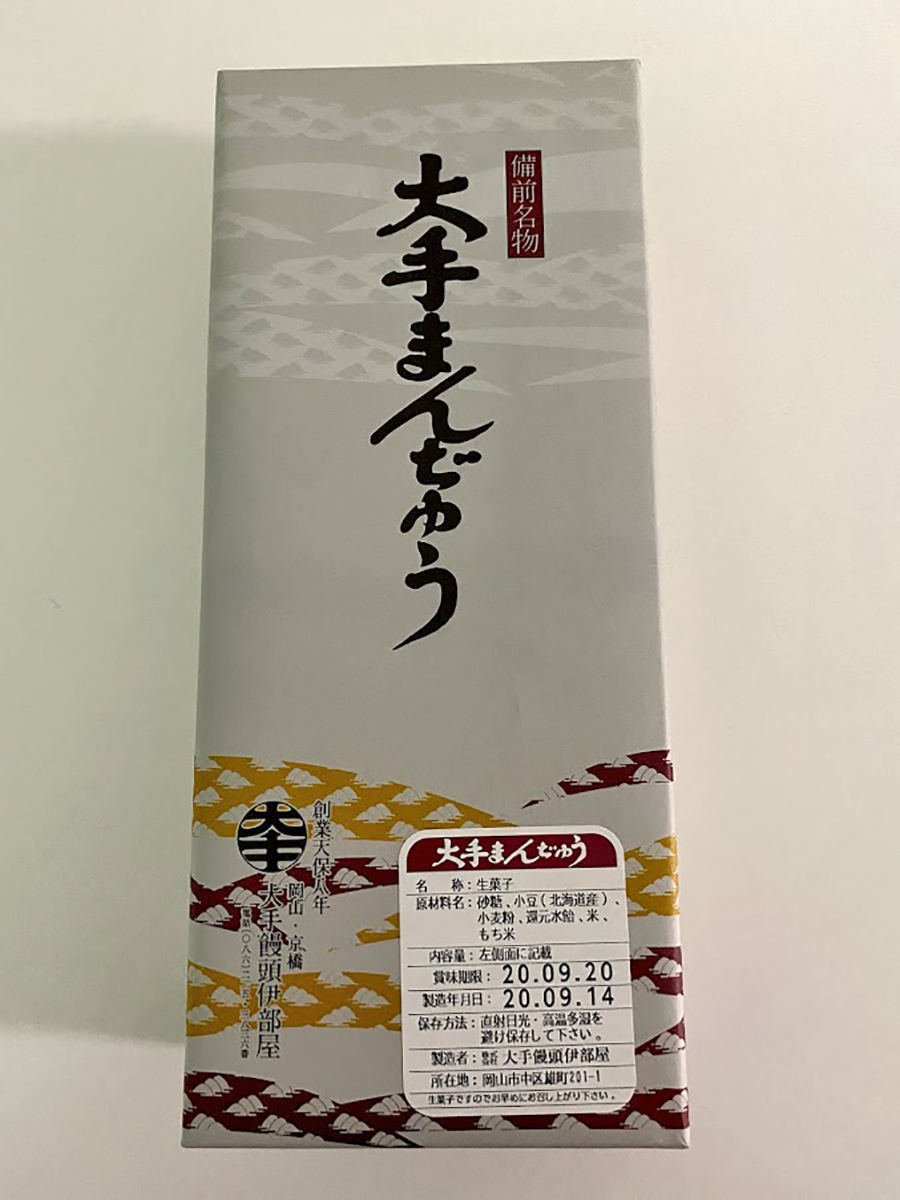 備前名物
大手まんぢゅう
創業天保八年
岡山・京橋
大手饅頭伊部屋
大手まんぢゅう
名　称：生菓子
原材料名：砂糖、小豆（北海道産）、
小麦粉、還元水飴、米、
もち米
内容量：左側面に記載
賞味期限：20.09.20
製造年月日：20.09.14
保存方法：直射日光・高温多湿を
避け保存して下さい。
製造者：株式会社 大手饅頭伊部屋
所在地：岡山市中区雄町201-1
生菓子ですのでお早めにお召し上がり下さい。